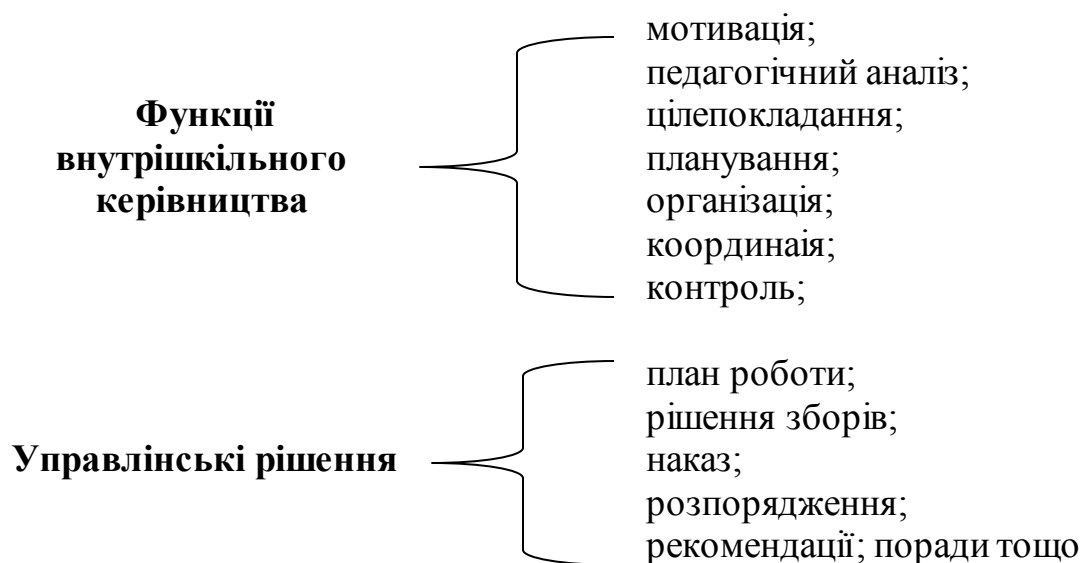 Функції
внутрішкільного
керівництва
мотивація;
педагогічний аналіз;
цілепокладання;
планування;
організація;
координаія;
контроль;
Управлінські рішення
план роботи;
рішення зборів;
наказ;
розпорядження;
рекомендації; поради тощо